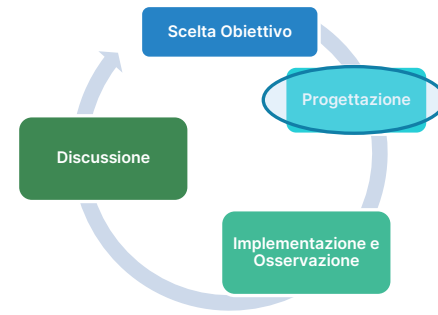 Scelta Obiettivo
Progettazione
Discussione
Implementazione e
Osservazione